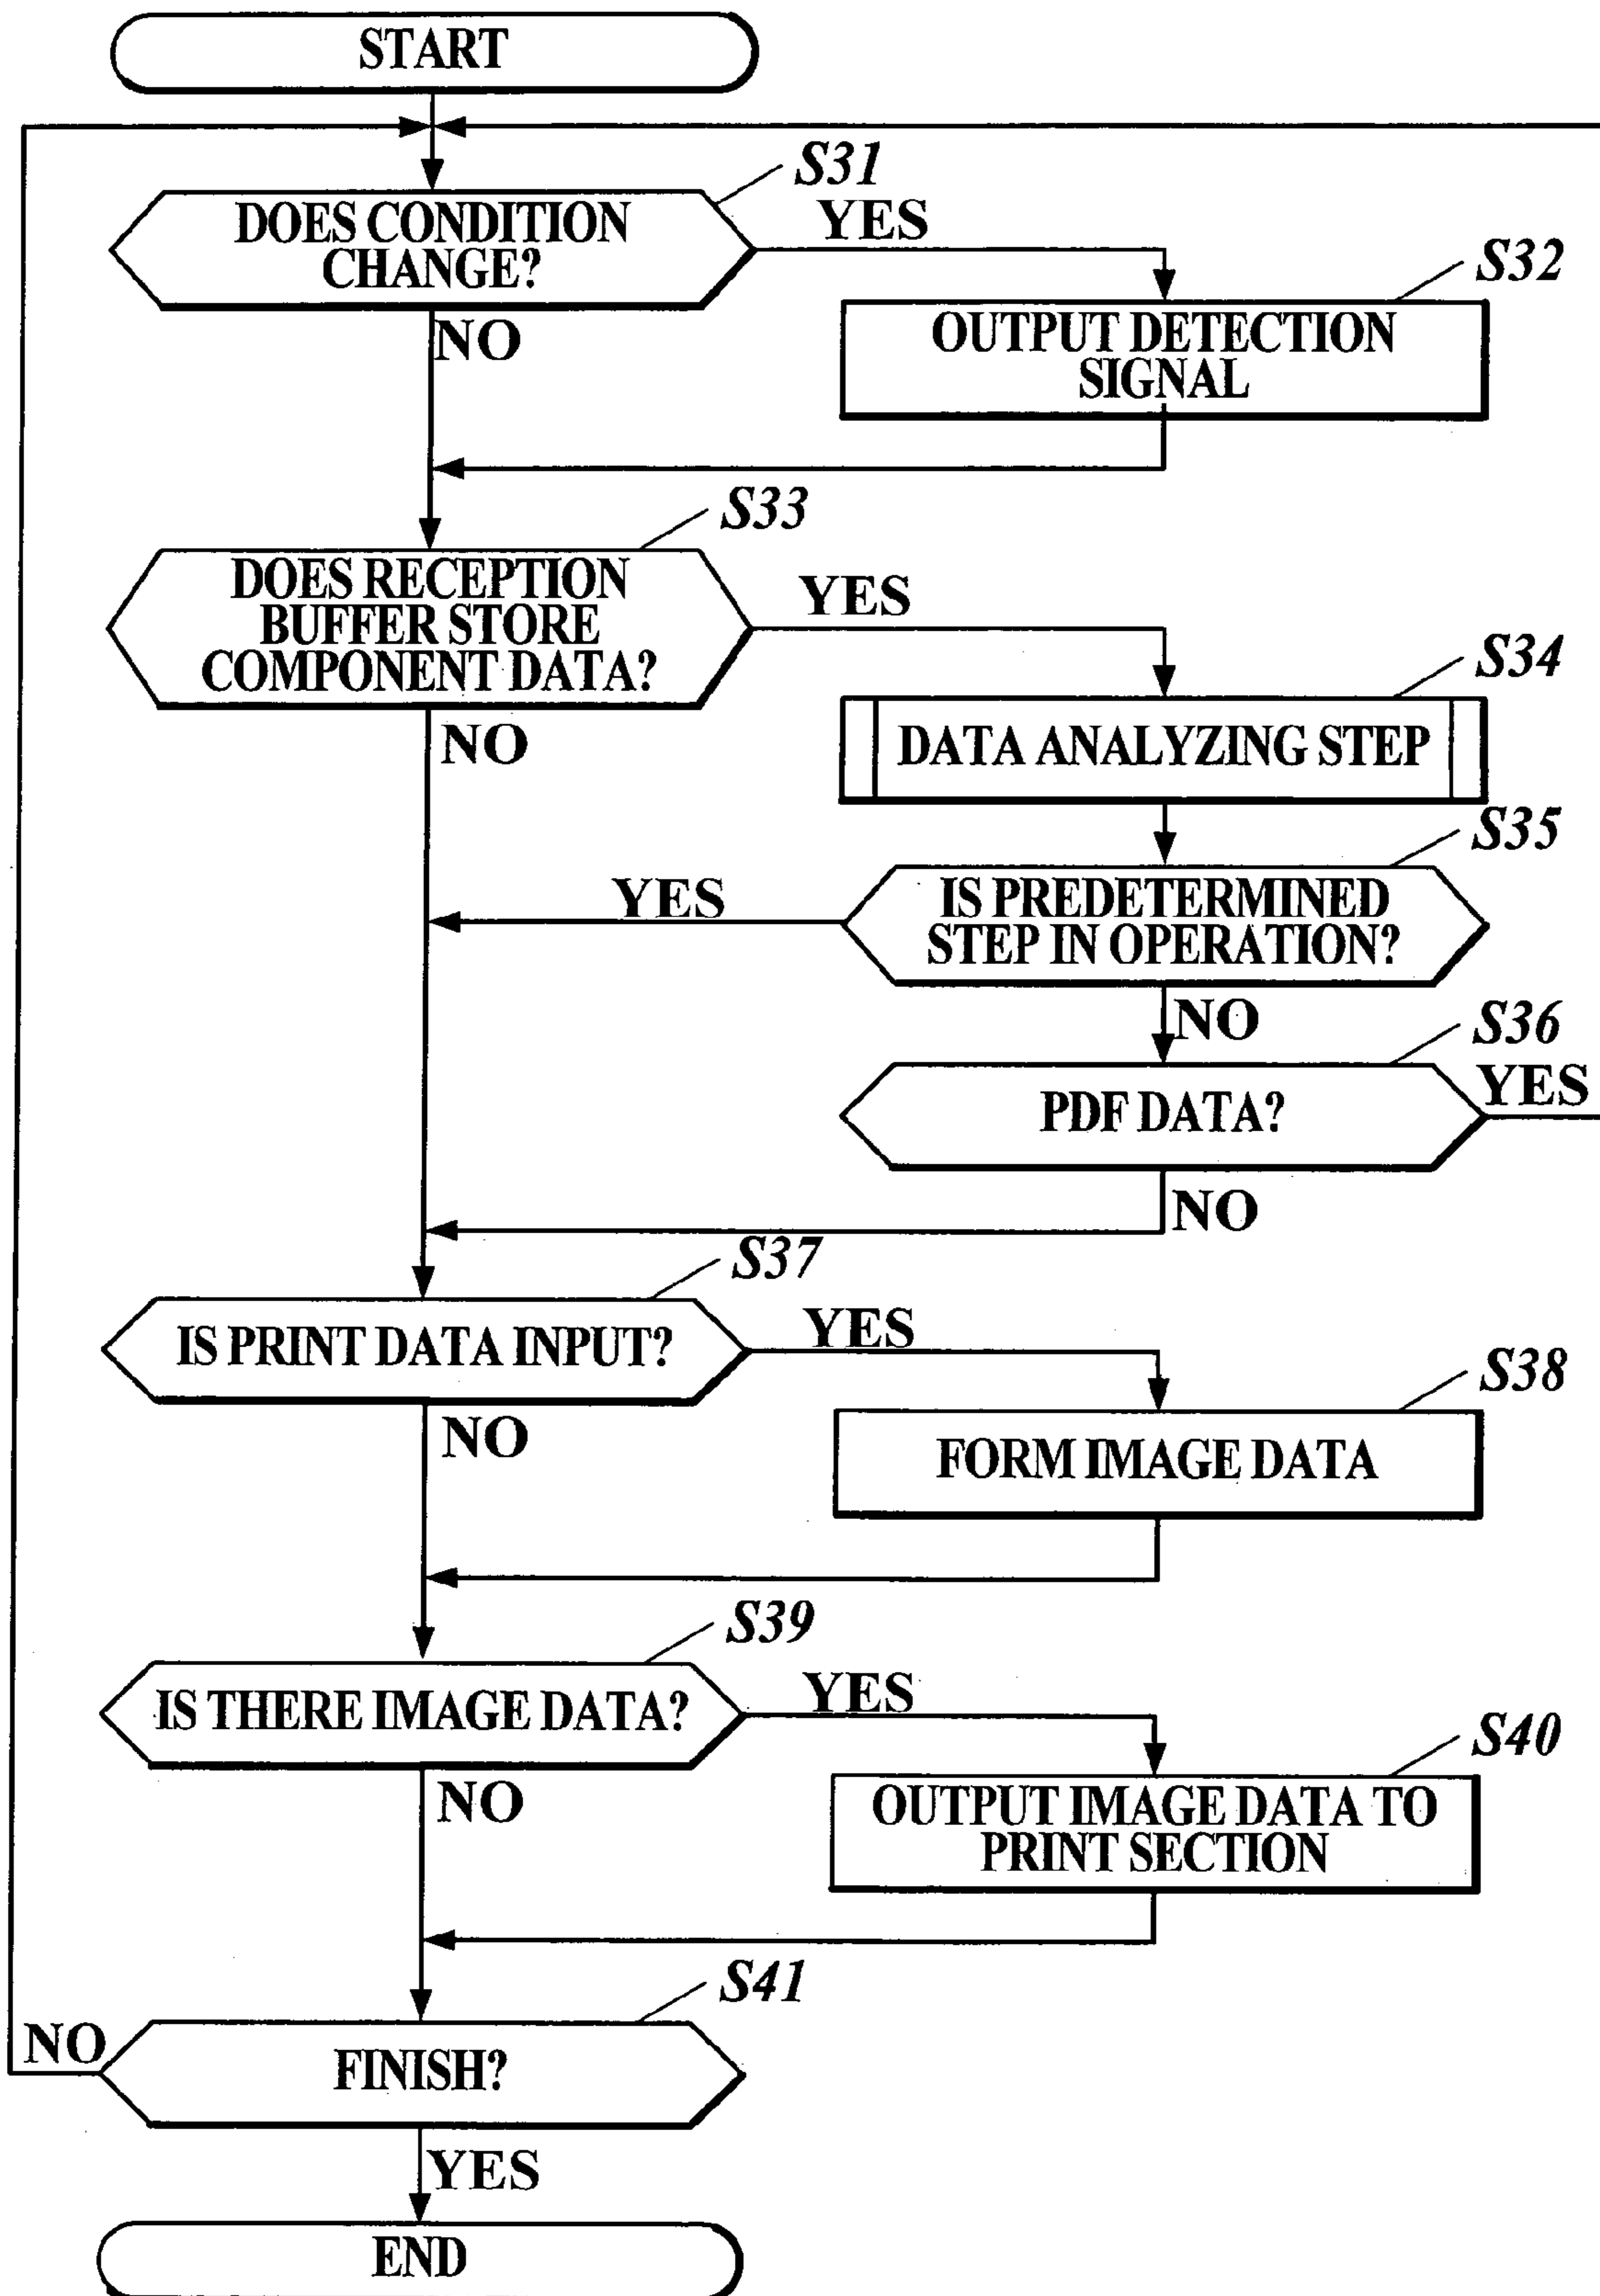 START
S31
DOES CONDITION
CHANGE?
YES
NO
S32
OUTPUT DETECTION
SIGNAL
S33
DOES RECEPTION
BUFFER STORE
COMPONENT DATA?
YES
NO
S34
DATA ANALYZING STEP
S35
IS PREDETERMINED
STEP IN OPERATION?
YES
NO
S36
PDF DATA?
YES
NO
S37
IS PRINT DATA INPUT?
YES
NO
S38
FORM IMAGE DATA
S39
IS THERE IMAGE DATA?
YES
NO
S40
OUTPUT IMAGE DATA TO
PRINT SECTION
S41
FINISH?
NO
YES
END